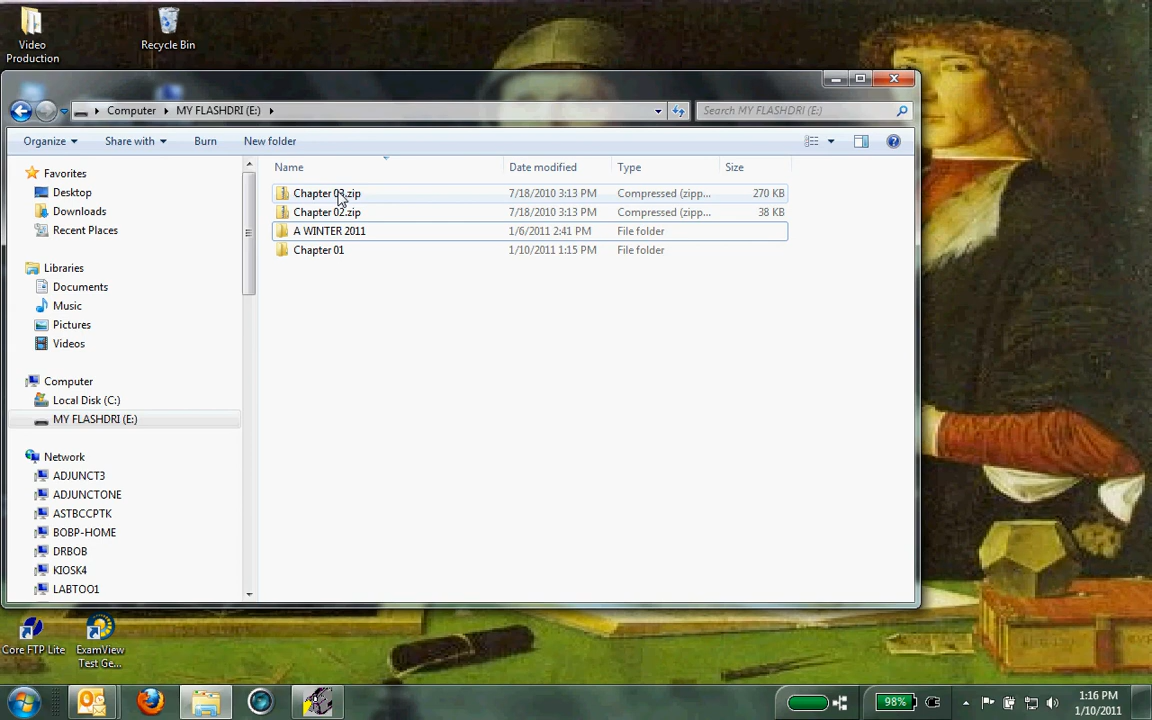 Video
Production
Recycle Bin
Computer MY FLASHDRI (E:)
Search MY FLASHDRI (E:)
Organize Share with Burn New folder
Name Date modified Type Size
Chapter 03.zip 7/18/2010 3:13 PM Compressed (zipp... 270 KB
Chapter 02.zip 7/18/2010 3:13 PM Compressed (zipp... 38 KB
A WINTER 2011 1/6/2011 2:41 PM File folder
Chapter 01 1/10/2011 1:15 PM File folder
Favorites
Desktop
Downloads
Recent Places
Libraries
Documents
Music
Pictures
Videos
Computer
Local Disk (C:)
MY FLASHDRI (E:)
Network
ADJUNCT3
ADJUNCTONE
ASTBCCPTK
BOBP-HOME
DRBOB
KIOSK4
LABTOO1
Core FTP Lite
ExamView
Test Ge...
98%
1:16 PM
1/10/2011